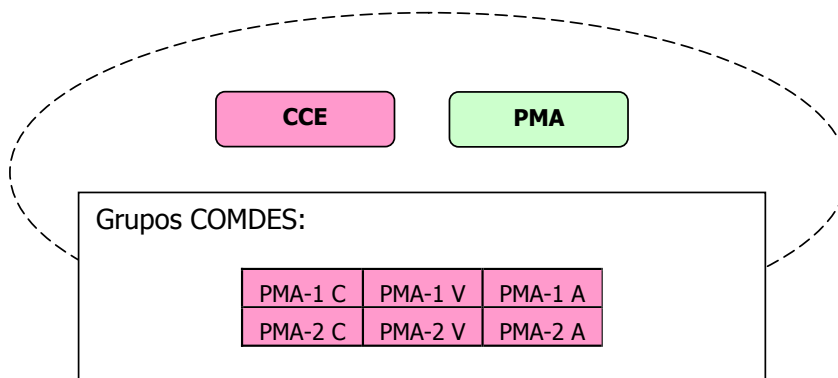 CCE PMA
Grupos COMDES:
PMA-1 C PMA-1 V PMA-1 A
PMA-2 C PMA-2 V PMA-2 A